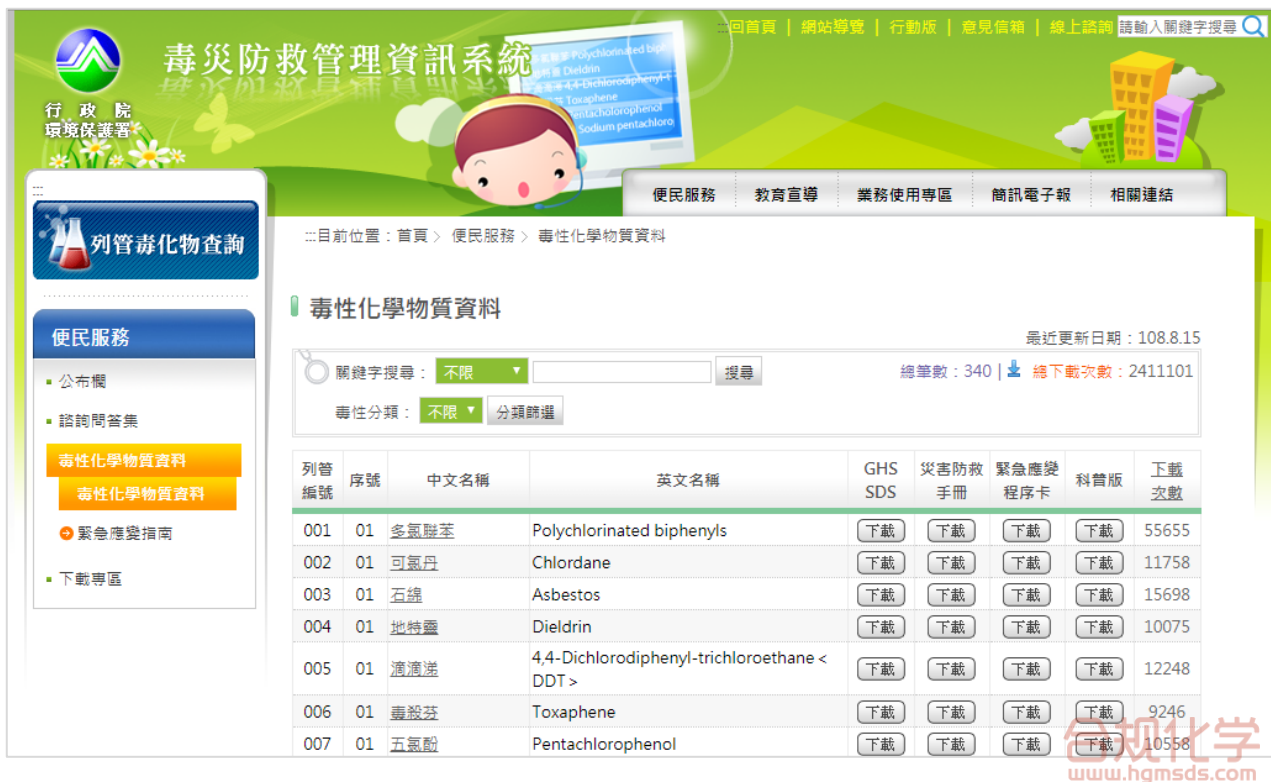 :::回首頁 | 網站導覽 | 行動版 | 意見信箱 | 線上諮詢 請輸入關鍵字搜尋
毒災防救管理資訊系統
行政院
環境保護署
Polychlorinated biph
Dieldrin
4,4-Dichlorodiphenyl-t
Toxaphene
entacholorophenol
Sodium pentachloro
便民服務 教育宣導 業務使用專區 簡訊電子報 相關連結
:::
列管毒化物查詢
便民服務
公布欄
諮詢問答集
毒性化學物質資料
毒性化學物質資料
緊急應變指南
下載專區
:::目前位置：首頁〉 便民服務〉 毒性化學物質資料
毒性化學物質資料
最近更新日期：108.8.15
關鍵字搜尋： 不限 搜尋 總筆數：340 | 總下載次數：2411101
毒性分類： 不限 分類篩選
列管編號 序號 中文名稱 英文名稱 GHS SDS 災害防救手冊 緊急應變程序卡 科普版 下載次數
001 01 多氯聯苯 Polychlorinated biphenyls 下載 下載 下載 下載 55655
002 01 可氯丹 Chlordane 下載 下載 下載 下載 11758
003 01 石綿 Asbestos 下載 下載 下載 下載 15698
004 01 地特靈 Dieldrin 下載 下載 下載 下載 10075
005 01 滴滴涕 4,4-Dichlorodiphenyl-trichloroethane < DDT > 下載 下載 下載 下載 12248
006 01 毒殺芬 Toxaphene 下載 下載 下載 下載 9246
007 01 五氯酚 Pentachlorophenol 下載 下載 下載 下載 10558
合规化学
www.hgmsds.com